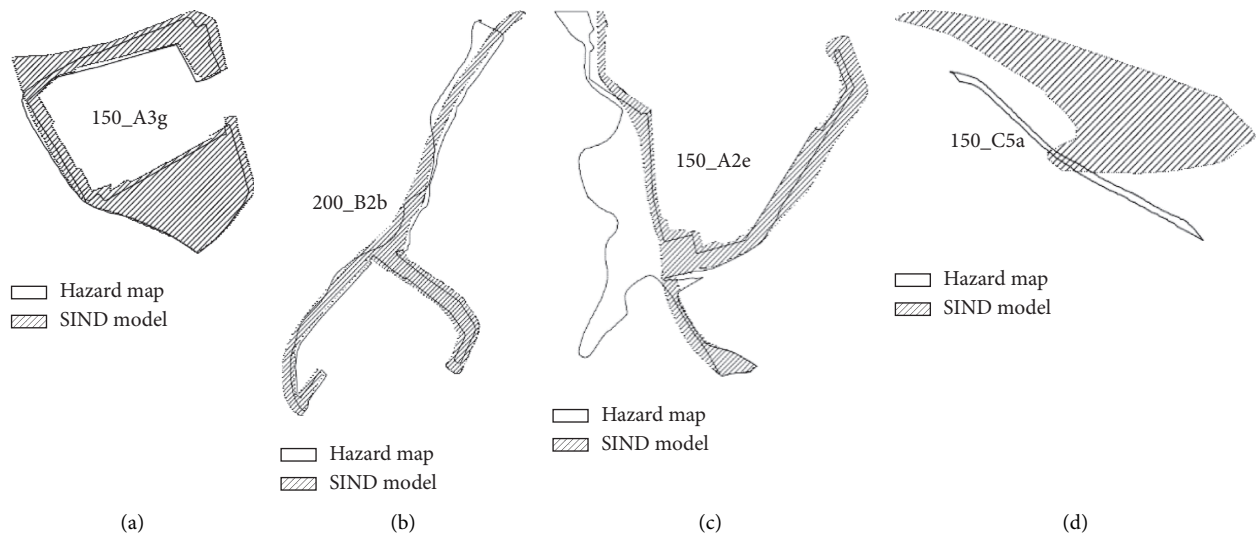 150_A3g
Hazard map
SIND model
(a)
200_B2b
Hazard map
SIND model
(b)
150_A2e
Hazard map
SIND model
(c)
150_C5a
Hazard map
SIND model
(d)